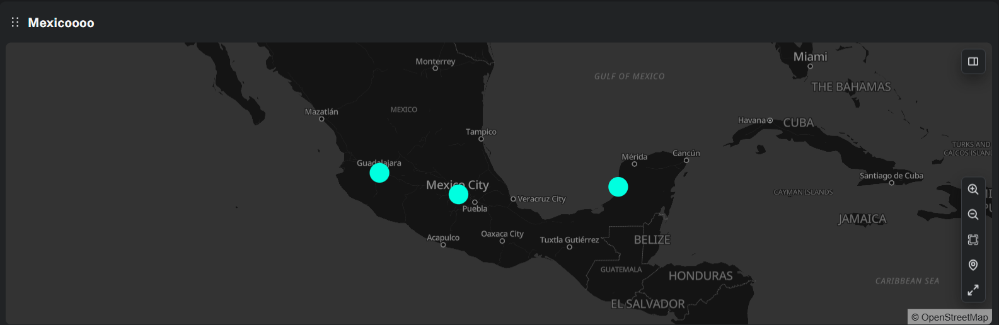 Mexicoooo
Monterrey
Miami
GULF OF MEXICO
THE BAHAMAS
MEXICO
Mazatlán
Havana
CUBA
Tampico
TURKS AND
CAICOS ISLAND
Mérida
Cancún
Guadalajara
Santiago de Cuba
Mexico City
CAYMAN ISLANDS
Veracruz City
Puebla
JAMAICA
Oaxaca City
Acapulco
Tuxtla Gutiérrez
BELIZE
GUATEMALA
HONDURAS
CARIBBEAN SEA
EL SALVADOR
© OpenStreetMap